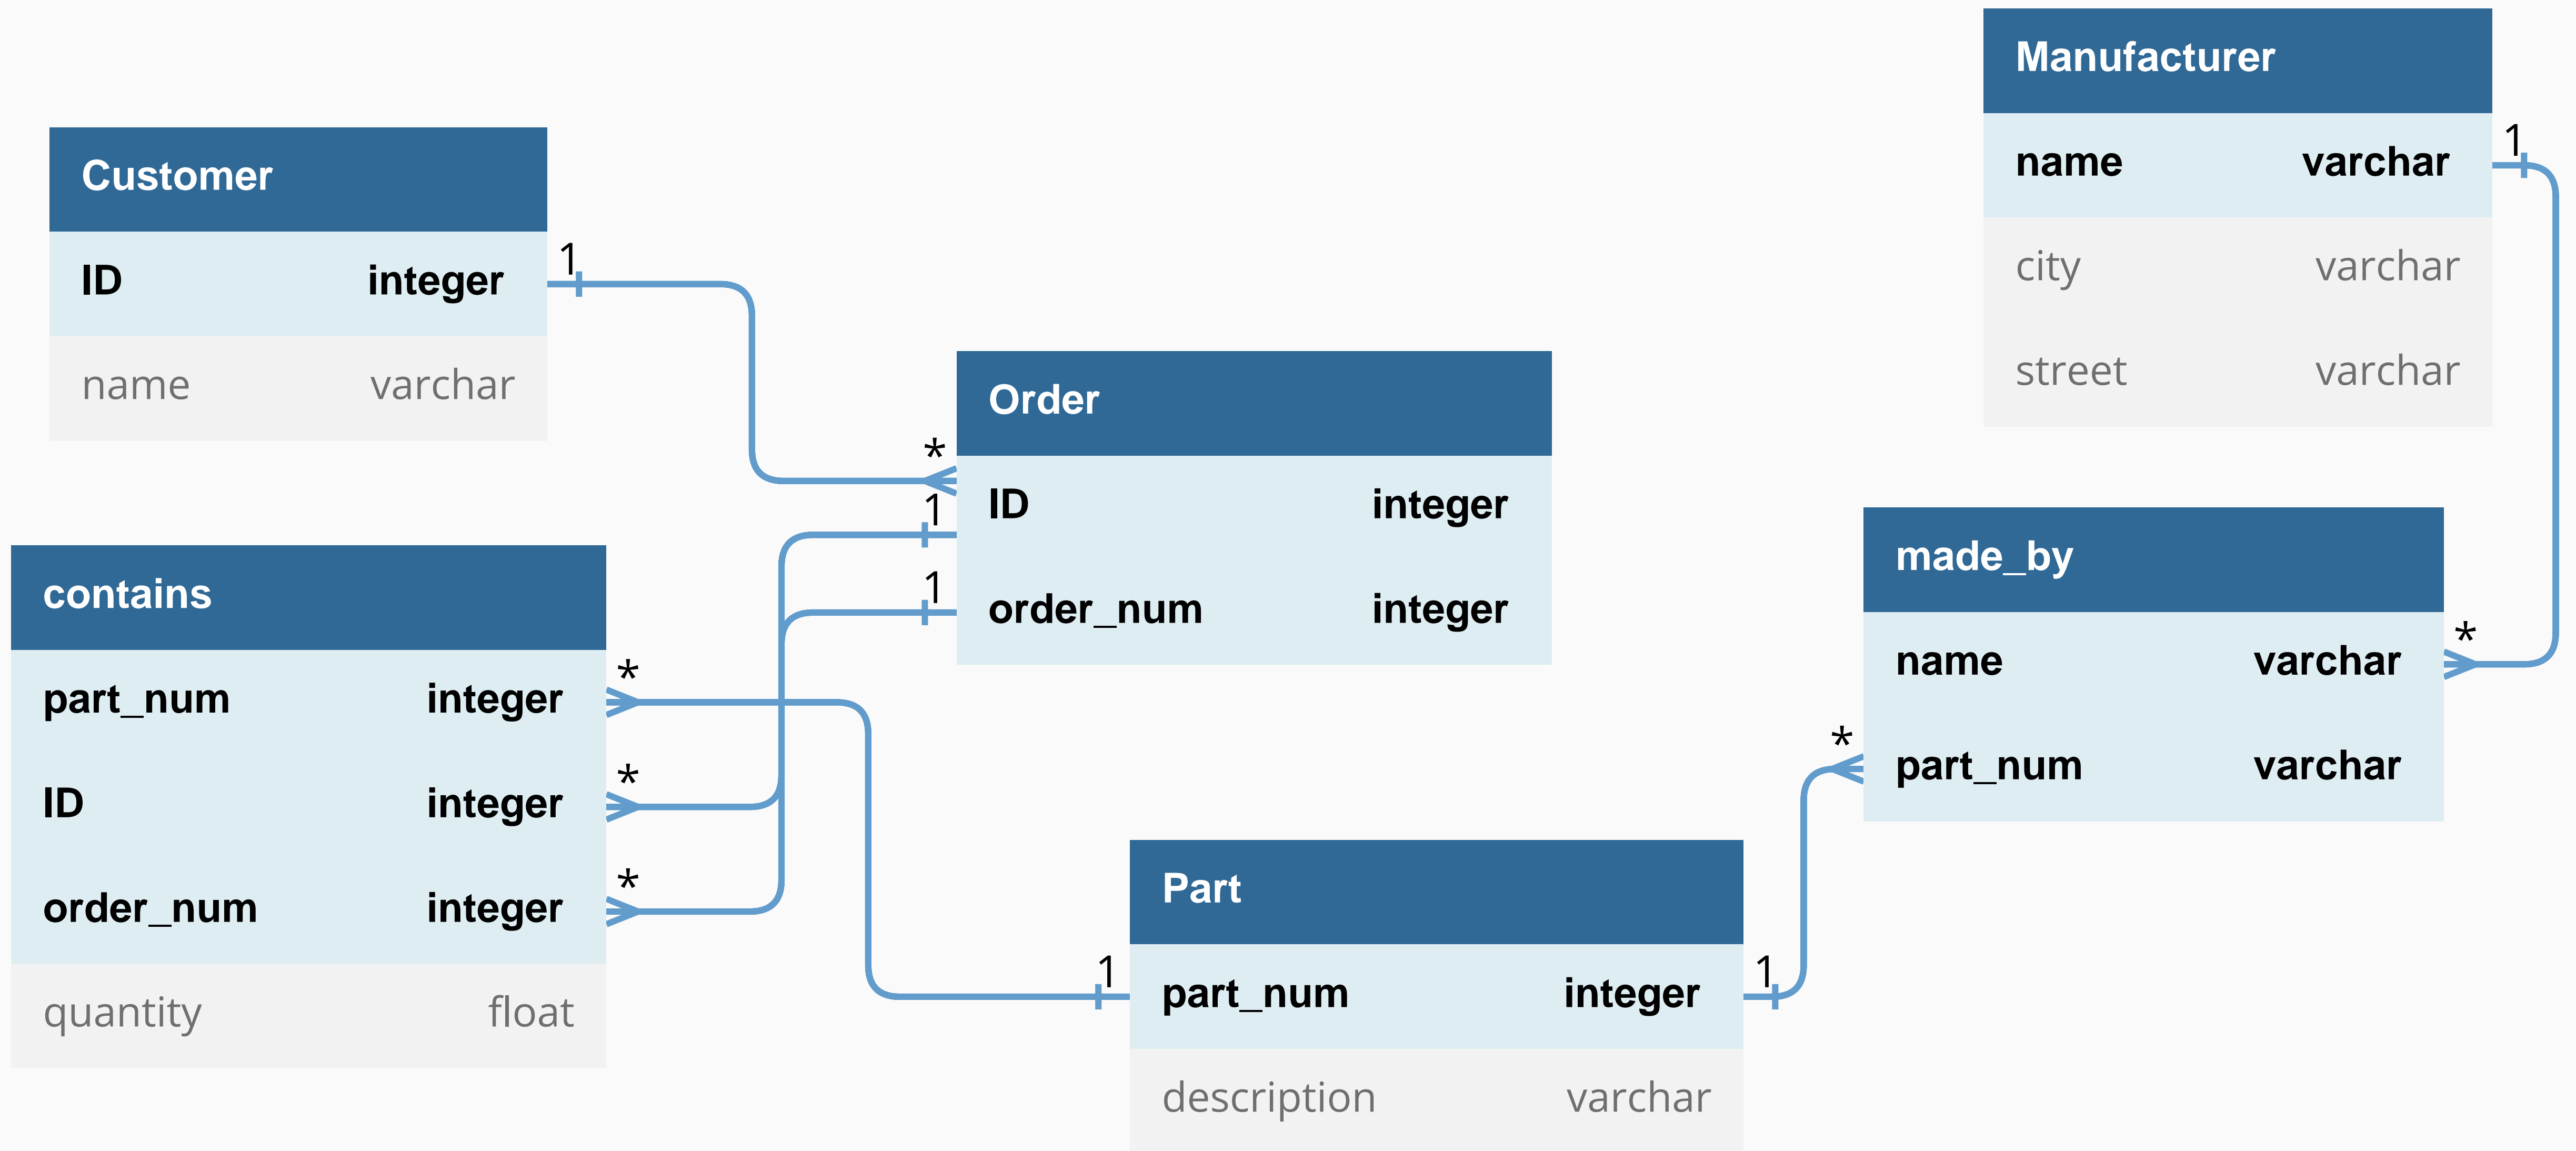 Customer
ID integer
name varchar
1
Order
ID integer
order_num integer
*
1
1
Manufacturer
name varchar
city varchar
street varchar
1
contains
part_num integer
ID integer
order_num integer
quantity float
*
*
*
made_by
name varchar
part_num varchar
*
*
Part
part_num integer
description varchar
1
1